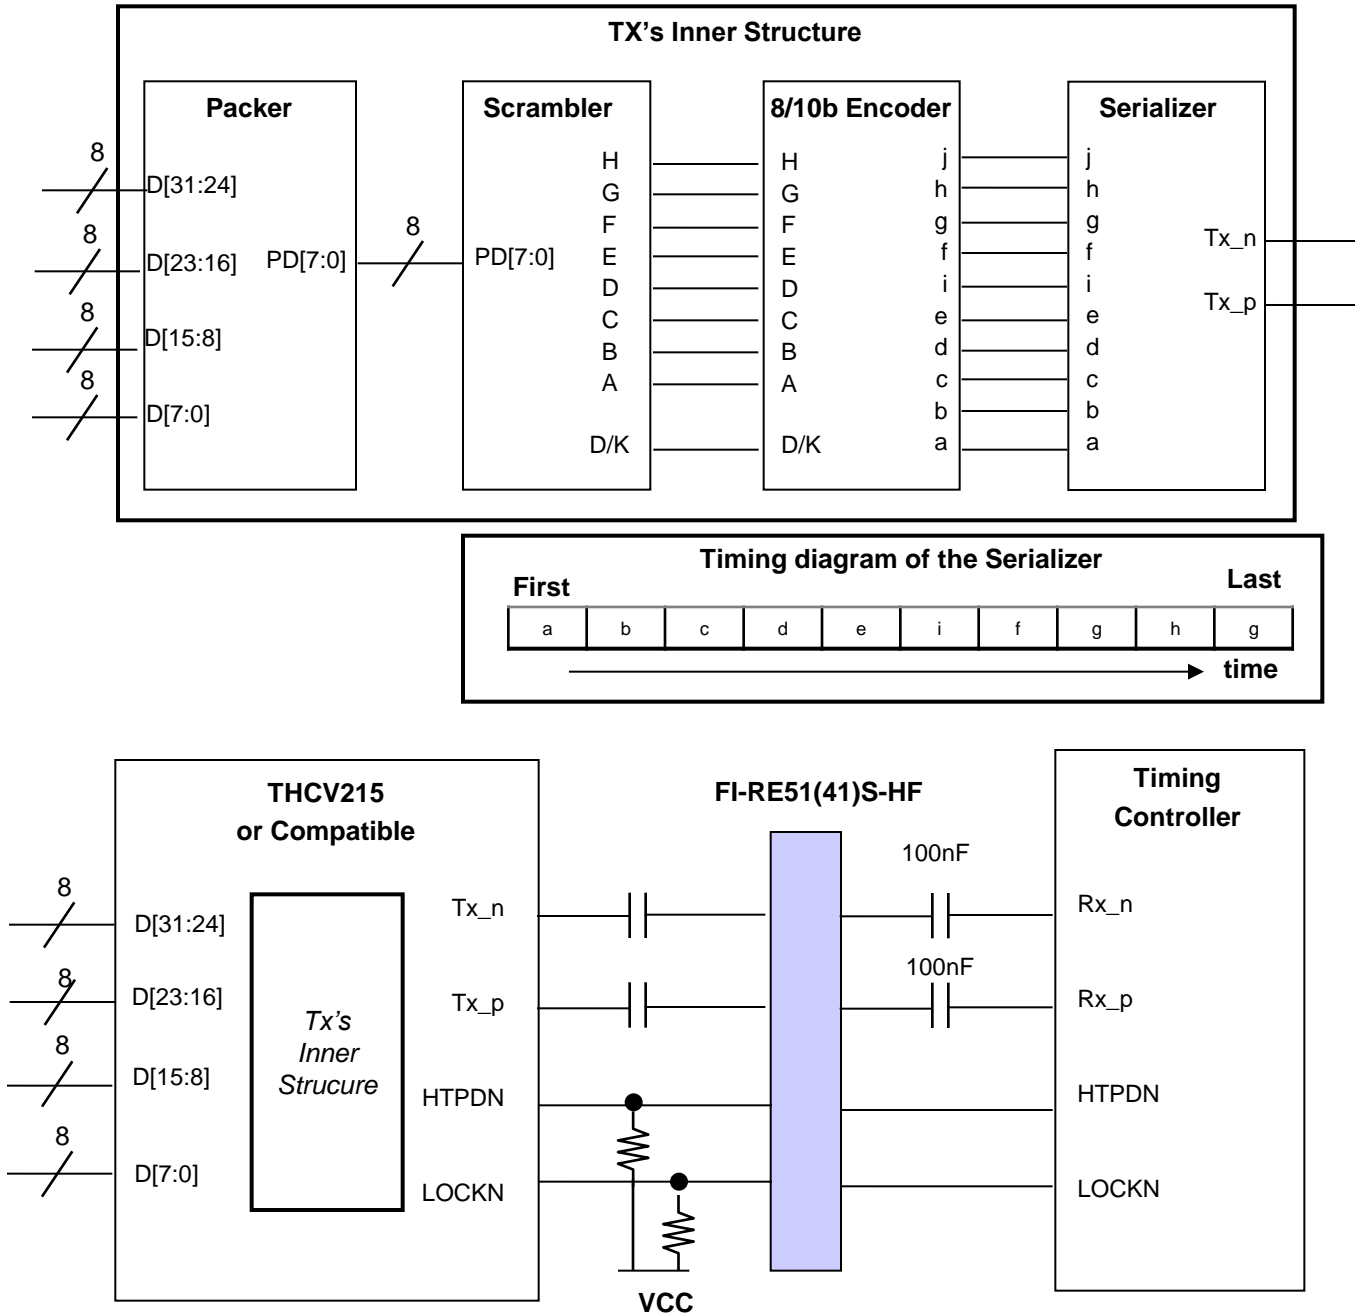 TX's Inner Structure
Packer
Scrambler
8/10b Encoder
Serializer
8
D[31:24]
8
D[23:16]
8
D[15:8]
8
D[7:0]
PD[7:0]
8
PD[7:0]
H
G
F
E
D
C
B
A
D/K
H
G
F
E
D
C
B
A
D/K
j
h
g
f
i
e
d
c
b
a
j
h
g
f
i
e
d
c
b
a
Tx_n
Tx_p
Timing diagram of the Serializer
First
Last
a b c d e i f g h g
time
THCV215
or Compatible
8
D[31:24]
8
D[23:16]
8
D[15:8]
8
D[7:0]
Tx's
Inner
Strucure
Tx_n
Tx_p
HTPDN
LOCKN
VCC
FI-RE51(41)S-HF
100nF
100nF
Timing
Controller
Rx_n
Rx_p
HTPDN
LOCKN